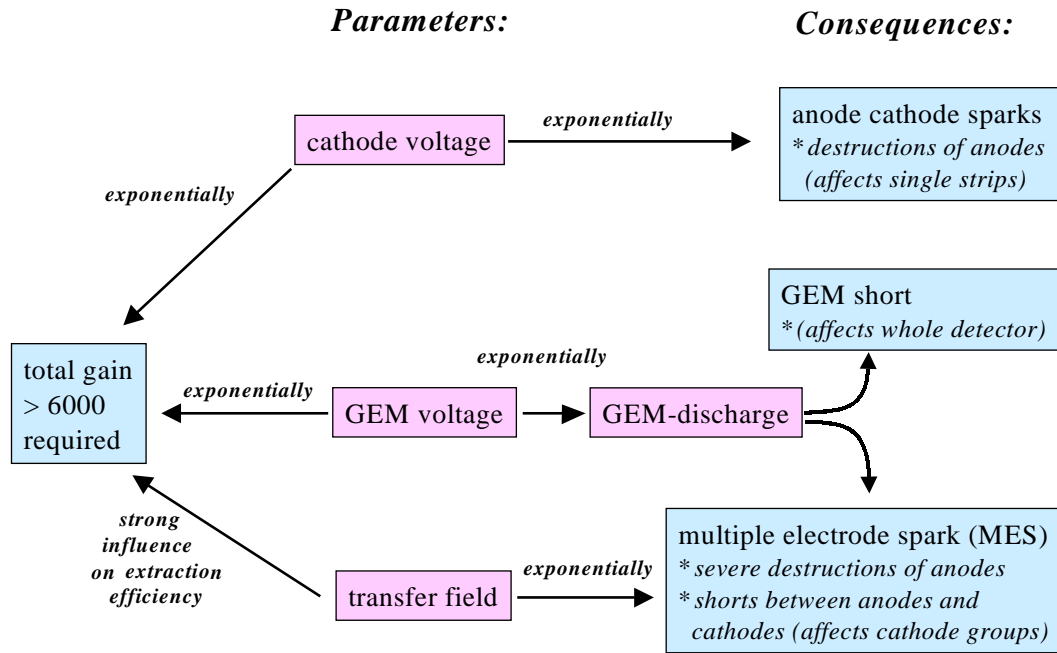 Parameters:
Consequences:
cathode voltage
exponentially
anode cathode sparks
* destructions of anodes
(affects single strips)
exponentially
GEM short
* (affects whole detector)
total gain
> 6000
required
exponentially
GEM voltage
exponentially
GEM-discharge
strong
influence
on extraction
efficiency
transfer field
exponentially
multiple electrode spark (MES)
* severe destructions of anodes
* shorts between anodes and
cathodes (affects cathode groups)